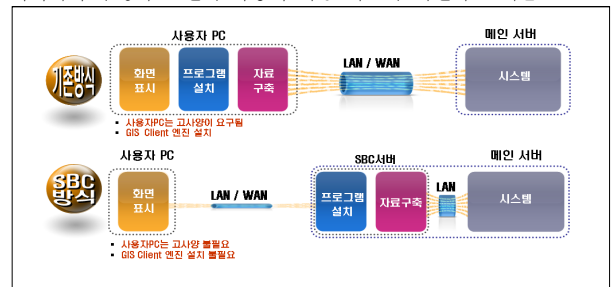 사용자 PC
메인 서버
기존방식
화면
표시
프로그램
설치
자료
구축
LAN / WAN
시스템
▪ 사용자PC는 고사양이 요구됨
▪ GIS Client 엔진 설치
사용자 PC
SBC서버
메인 서버
SBC
방식
화면
표시
LAN / WAN
프로그램
설치
자료구축
LAN
시스템
▪ 사용자PC는 고사양 불필요
▪ GIS Client 엔진 설치 불필요